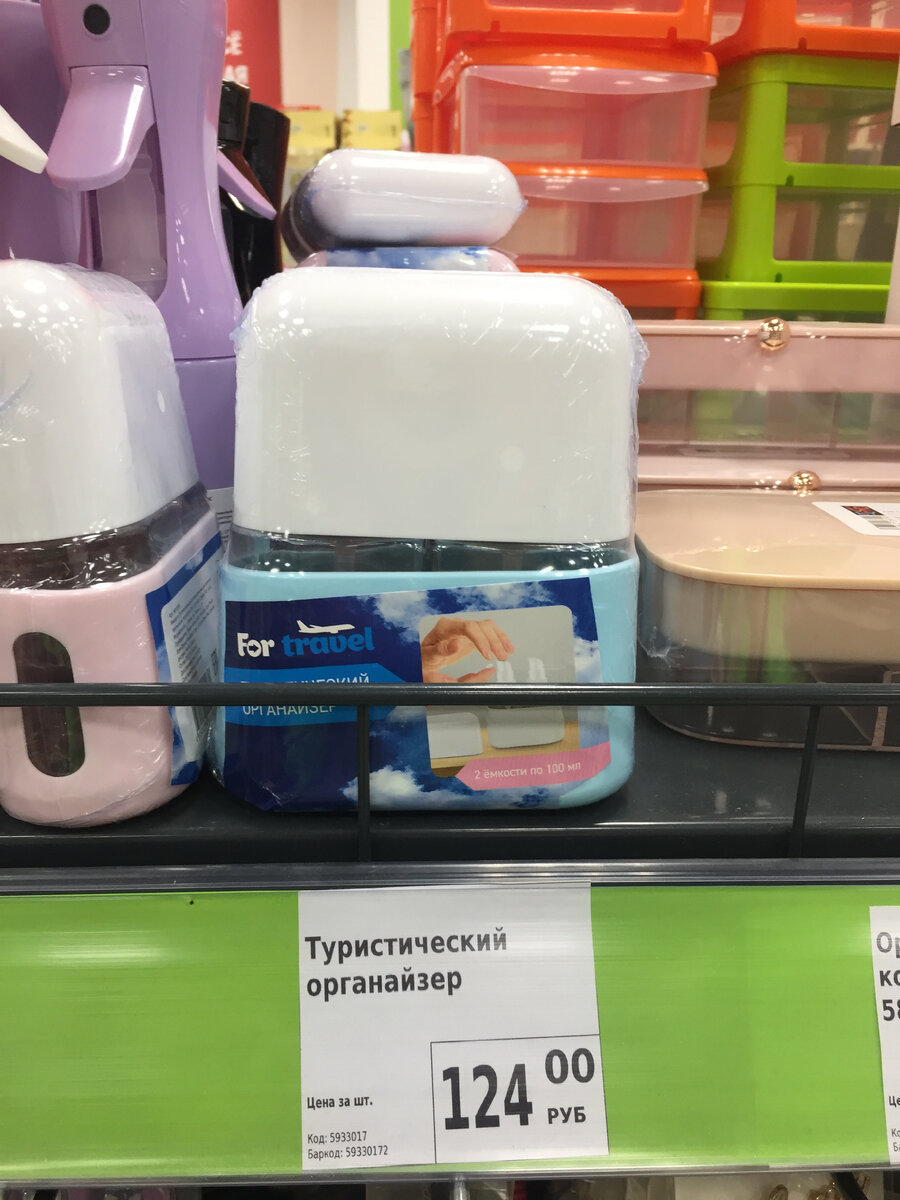 For travel
ОРГАНАЙЗЕР
2 ёмкости по 100 мл
Туристический
органайзер
124 00
РУБ
Цена за шт.
Код: 5933017
Баркод: 59330172